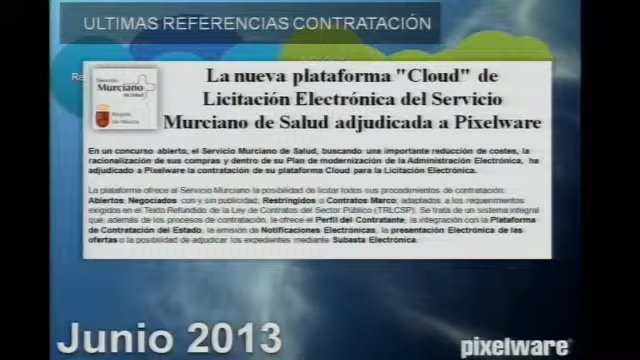 ULTIMAS REFERENCIAS CONTRATACIÓN
Re
Servicio
Murciano
de Salud
Región
de Murcia
La nueva plataforma "Cloud" de
Licitación Electrónica del Servicio
Murciano de Salud adjudicada a Pixelware
En un concurso abierto, el Servicio Murciano de Salud, buscando una importante reducción de costes, la
racionalización de sus compras y dentro de su Plan de modernización de la Administración Electrónica, ha
adjudicado a Pixelware la contratación de su plataforma Cloud para la Licitación Electrónica.
La plataforma ofrece al Servicio Murciano la posibilidad de licitar todos sus procedimientos de contratación:
Abiertos, Negociados con y sin publicidad, Restringidos o Contratos Marco, adaptados a los requerimientos
exigidos en el Texto Refundido de la Ley de Contratos del Sector Público (TRLCSP). Se trata de un sistema integral
que, además de los procesos de contratación, le ofrece el Perfil del Contratante, la integración con la Plataforma
de Contratación del Estado, la emisión de Notificaciones Electrónicas, la presentación Electrónica de las
ofertas o la posibilidad de adjudicar los expedientes mediante Subasta Electrónica.
Junio 2013
pixelware